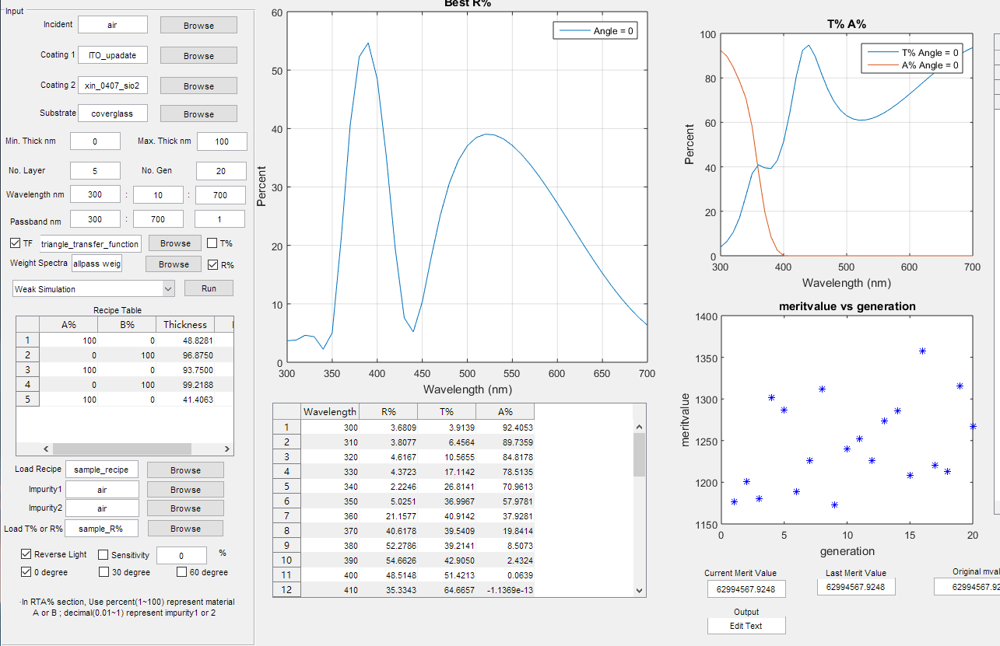 Input
Incident air Browse
Coating 1 ITO_upadate Browse
Coating 2 xin_0407_sio2 Browse
Substrate coverglass Browse
Min. Thick nm 0 Max. Thick nm 100
No. Layer 5 No. Gen 20
Wavelength nm 300 : 10 : 700
Passband nm 300 : 700 1
TF triangle_transfer_function Browse T%
Weight Spectra allpass weig Browse R%
Weak Simulation Run
Recipe Table
A% B% Thickness
1 100 0 48.8281
2 0 100 96.8750
3 100 0 93.7500
4 0 100 99.2188
5 100 0 41.4063
Load Recipe sample_recipe Browse
Impurity1 air Browse
Impurity2 air Browse
Load T% or R% sample_R% Browse
Reverse Light Sensitivity 0 %
0 degree 30 degree 60 degree
·In RTA% section, Use percent(1~100) represent material
A or B ; decimal(0.01~1) represent impurity1 or 2
Best R%
Angle = 0
60
50
40
30
20
10
0
Percent
300 350 400 450 500 550 600 650 700
Wavelength (nm)
Wavelength R% T% A%
1 300 3.6809 3.9139 92.4053
2 310 3.8077 6.4564 89.7359
3 320 4.6167 10.5655 84.8178
4 330 4.3723 17.1142 78.5135
5 340 2.2246 26.8141 70.9613
6 350 5.0251 36.9967 57.9781
7 360 21.1577 40.9142 37.9281
8 370 40.6178 39.5409 19.8414
9 380 52.2786 39.2141 8.5073
10 390 54.6626 42.9050 2.4324
11 400 48.5148 51.4213 0.0639
12 410 35.3343 64.6657 -1.1369e-13
T% A%
T% Angle = 0
A% Angle = 0
100
80
60
40
20
0
Percent
300 400 500 600 700
Wavelength (nm)
meritvalue vs generation
1400
1350
1300
1250
1200
1150
meritvalue
0 5 10 15 20
generation
Current Merit Value Last Merit Value Original mval
62994567.9248 62994567.9248 62994567.92
Output
Edit Text